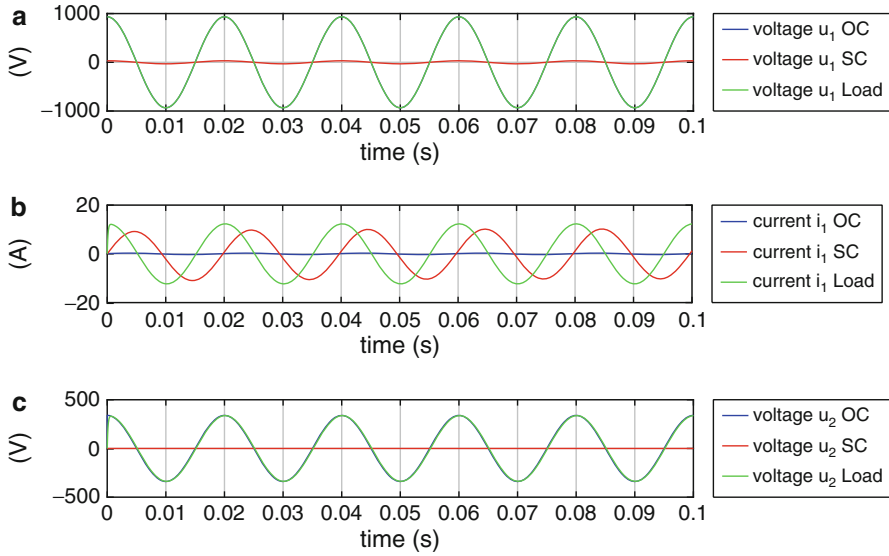 a
1000
0
−1000
(V)
0 0.01 0.02 0.03 0.04 0.05 0.06 0.07 0.08 0.09 0.1
time (s)
voltage u1 OC
voltage u1 SC
voltage u1 Load
b
20
0
−20
(A)
0 0.01 0.02 0.03 0.04 0.05 0.06 0.07 0.08 0.09 0.1
time (s)
current i1 OC
current i1 SC
current i1 Load
c
500
0
−500
(V)
0 0.01 0.02 0.03 0.04 0.05 0.06 0.07 0.08 0.09 0.1
time (s)
voltage u2 OC
voltage u2 SC
voltage u2 Load